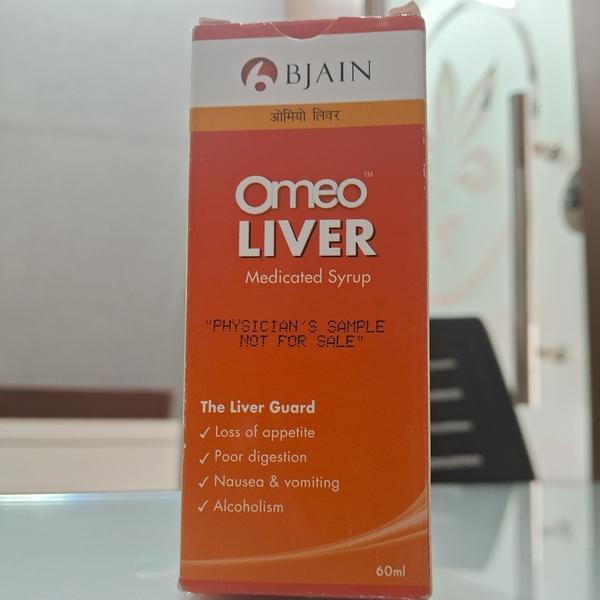 BJAIN
ओमियो लिवर
Omeo™
LIVER
Medicated Syrup
"PHYSICIAN'S SAMPLE
NOT FOR SALE"
The Liver Guard
✓ Loss of appetite
✓ Poor digestion
✓ Nausea & vomiting
✓ Alcoholism
60ml